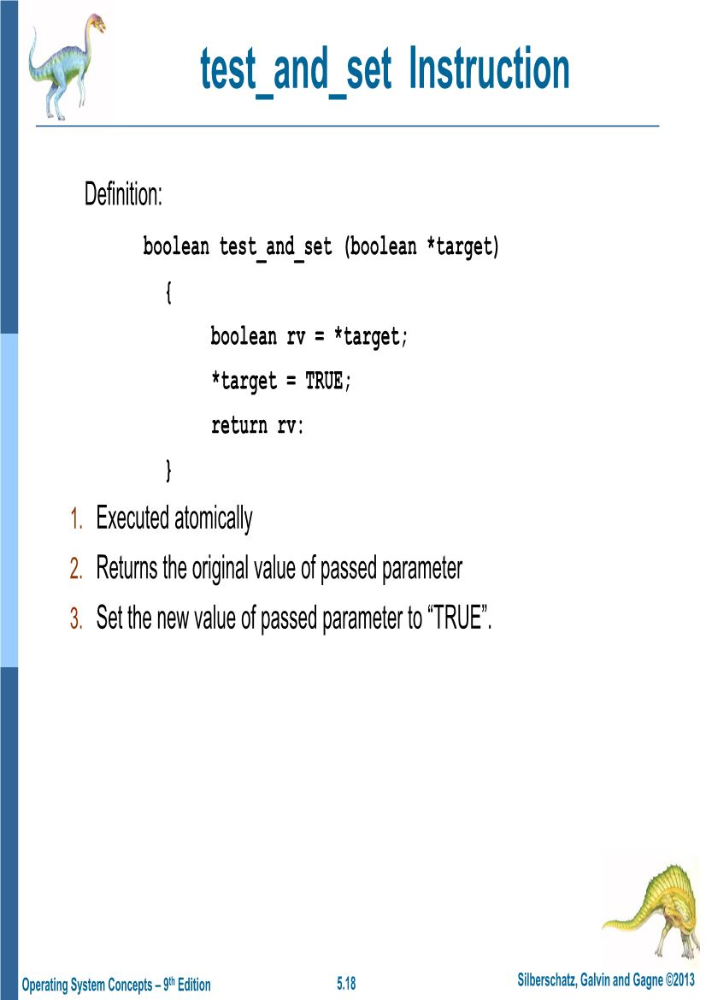 test_and_set Instruction
Definition:
boolean test_and_set (boolean *target)
{
boolean rv = *target;
*target = TRUE;
return rv:
}
1. Executed atomically
2. Returns the original value of passed parameter
3. Set the new value of passed parameter to “TRUE”.
Operating System Concepts – 9th Edition
5.18
Silberschatz, Galvin and Gagne ©2013